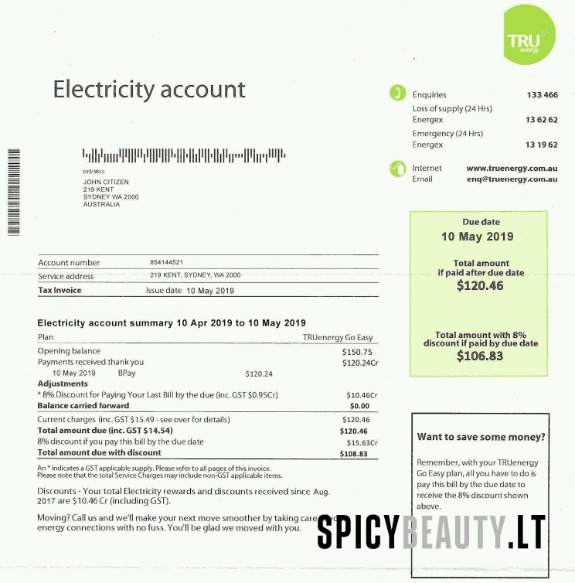 TRU
energy
Electricity account
Enquiries 133 466
Loss of supply (24 Hrs)
Energex 13 62 62
Emergency (24 Hrs)
Energex 13 19 62
Internet www.truenergy.com.au
Email enq@truenergy.com.au
JOHN CITIZEN
219 KENT
SYDNEY WA 2000
AUSTRALIA
Due date
10 May 2019
Total amount
if paid after due date
$120.46
Total amount with 8%
discount if paid by due date
$106.83
Account number 854144521
Service address 219 KENT, SYDNEY, WA 2000
Tax Invoice Issue date 10 May 2019
Electricity account summary 10 Apr 2019 to 10 May 2019
Plan TRUenergy Go Easy
Opening balance $150.75
Payments received thank you $120.24Cr
10 May 2019 BPay $120.24
Adjustments
* 8% Discount for Paying Your Last Bill by the due (inc. GST $0.95Cr) $10.46Cr
Balance carried forward $0.00
Current charges (inc. GST $15.49 - see over for details) $120.46
Total amount due (inc. GST $14.54) $120.46
8% discount if you pay this bill by the due date $15.63Cr
Total amount due with discount $108.83
An * indicates a GST applicable supply. Please refer to all pages of this invoice.
Please note that the total Service Charges may include non-GST applicable items.
Discounts - Your total Electricity rewards and discounts received since Aug.
2017 are $10.46 Cr (including GST).
Moving? Call us and we'll make your next move smoother by taking care
energy connections with no fuss. You'll be glad we moved with you.
Want to save some money?
Remember, with your TRUenergy
Go Easy plan, all you have to do is
pay this bill by the due date to
receive the 8% discount shown
above.
SPICYBEAUTY.LT